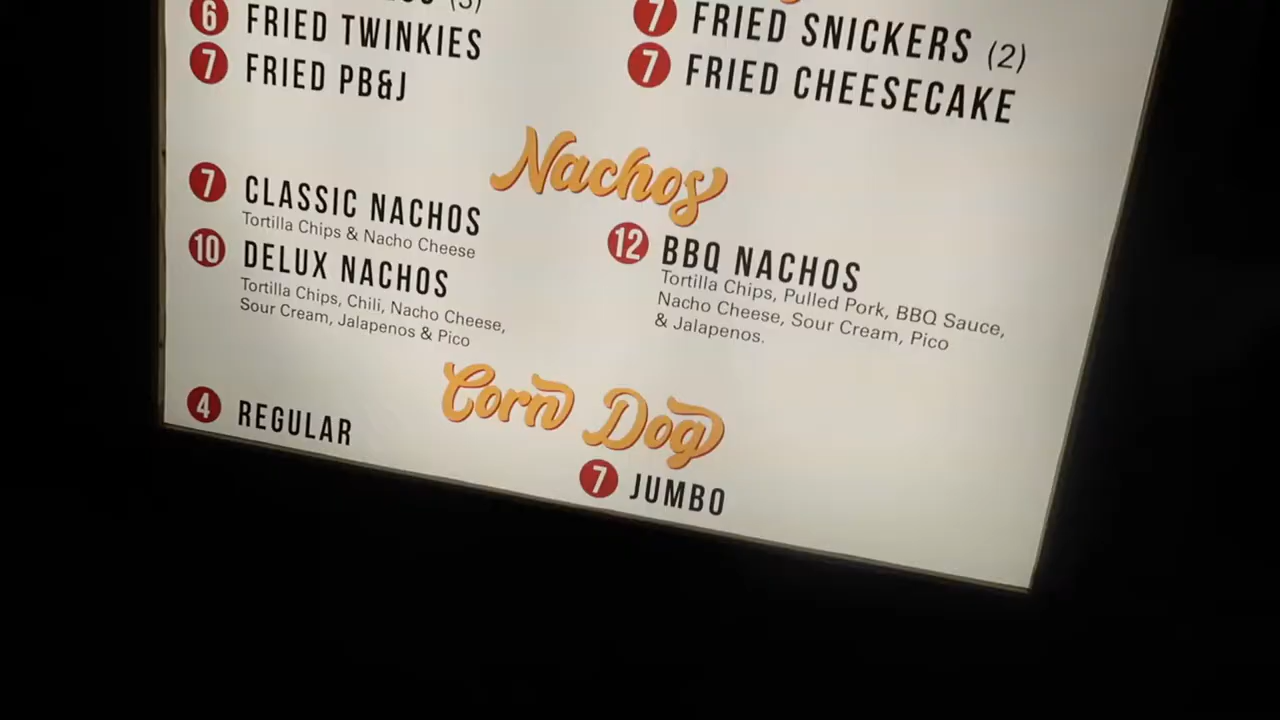 (3)
6 FRIED TWINKIES
7 FRIED PB&J
7 FRIED SNICKERS (2)
7 FRIED CHEESECAKE
Nachos
7 CLASSIC NACHOS
Tortilla Chips & Nacho Cheese
10 DELUX NACHOS
Tortilla Chips, Chili, Nacho Cheese,
Sour Cream, Jalapenos & Pico
12 BBQ NACHOS
Tortilla Chips, Pulled Pork, BBQ Sauce,
Nacho Cheese, Sour Cream, Pico
& Jalapenos.
Corn Dog
4 REGULAR
7 JUMBO